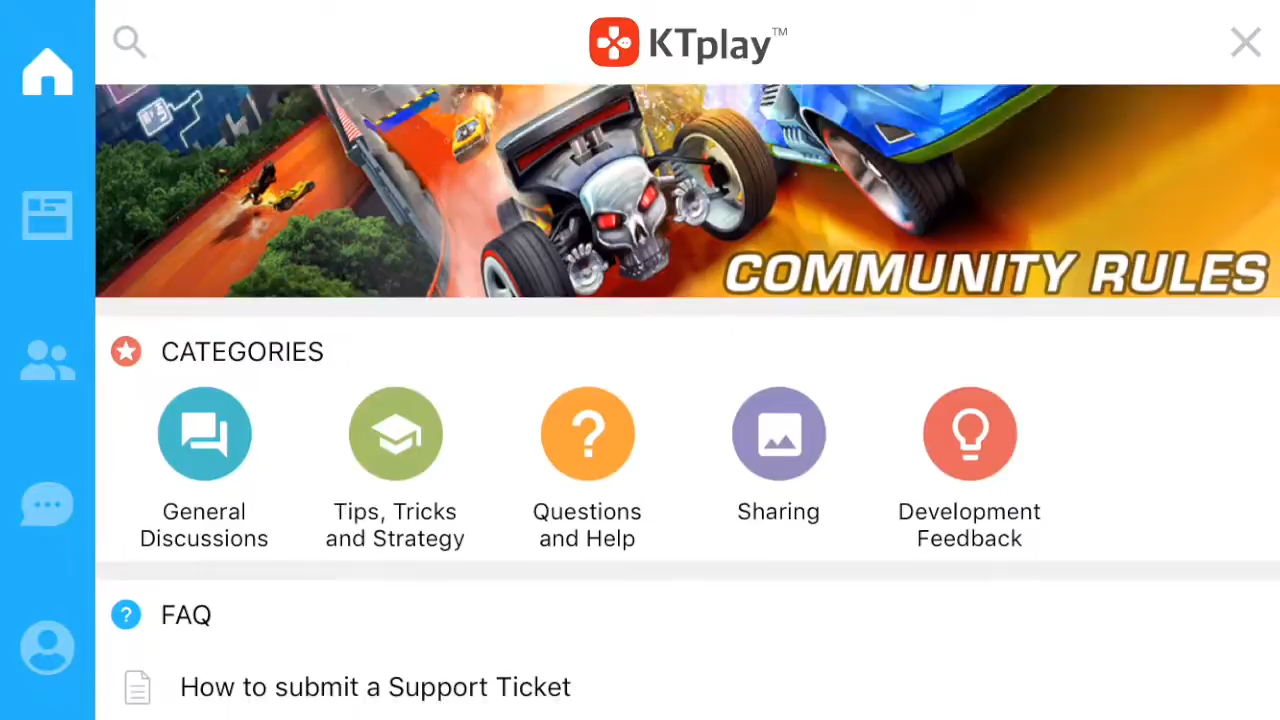 KTplay™
COMMUNITY RULES
CATEGORIES
General
Discussions
Tips, Tricks
and Strategy
?
Questions
and Help
Sharing
Development
Feedback
?
FAQ
How to submit a Support Ticket